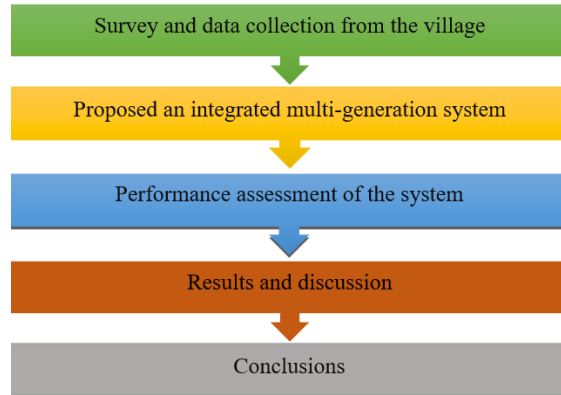 Survey and data collection from the village
Proposed an integrated multi-generation system
Performance assessment of the system
Results and discussion
Conclusions